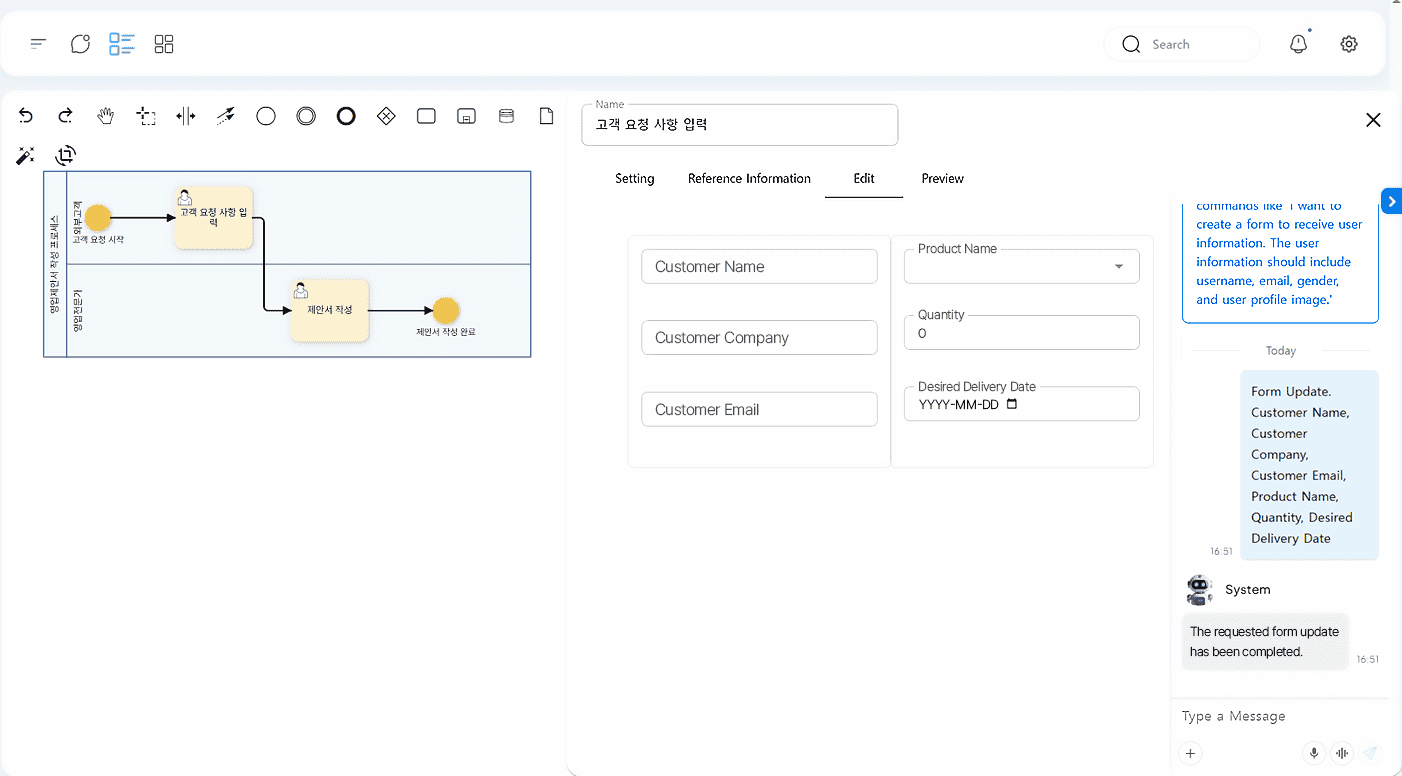 Search
Name
고객 요청 사항 입력
Setting
Reference Information
Edit
Preview
영업제안서 작성 프로세스
외부고객
고객 요청 시작
고객 요청 사항 입
력
영업전문가
제안서 작성
제안서 작성 완료
Customer Name
Customer Company
Customer Email
Product Name
Quantity
0
Desired Delivery Date
YYYY-MM-DD
commands like 'I want to
create a form to receive user
information. The user
information should include
username, email, gender,
and user profile image.'
Today
Form Update.
Customer Name,
Customer
Company,
Customer Email,
Product Name,
Quantity, Desired
Delivery Date
16:51
System
The requested form update
has been completed.
16:51
Type a Message